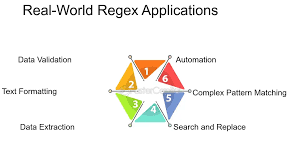 Real-World Regex Applications
Data Validation
Automation
Text Formatting
Complex Pattern Matching
Data Extraction
Search and Replace
1
2
3
4
5
6